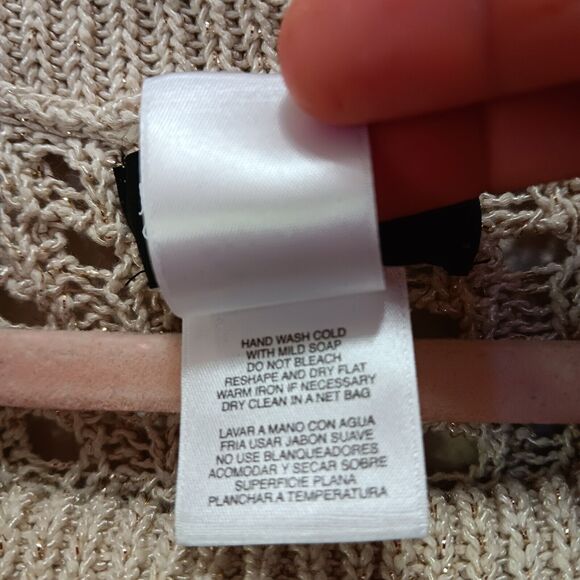 HAND WASH COLD
WITH MILD SOAP
DO NOT BLEACH
RESHAPE AND DRY FLAT
WARM IRON IF NECESSARY
DRY CLEAN IN A NET BAG
LAVAR A MANO CON AGUA
FRIA USAR JABON SUAVE
NO USE BLANQUEADORES
ACOMODAR Y SECAR SOBRE
SUPERFICIE PLANA
PLANCHAR A TEMPERATURA